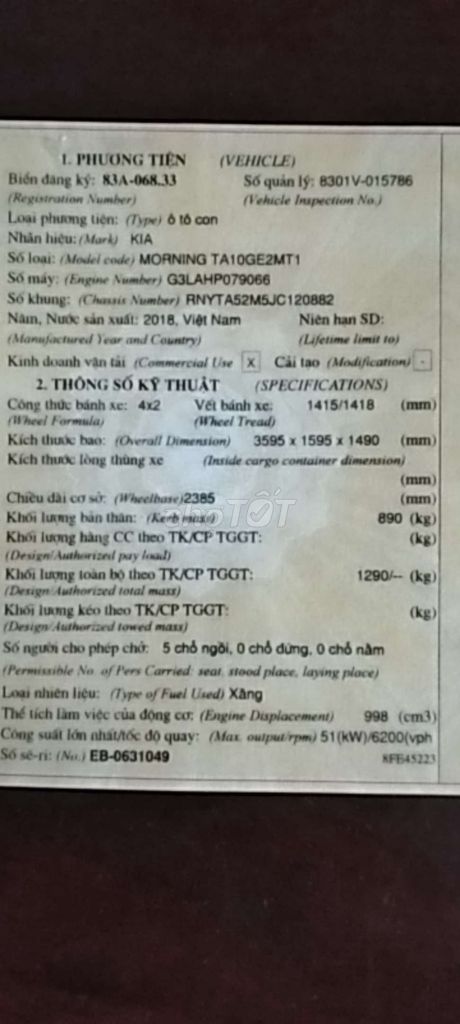 1. PHƯƠNG TIỆN (VEHICLE)
Biển đăng ký: 83A-068.33 Số quản lý: 8301V-015786
(Registration Number) (Vehicle Inspection No.)
Loại phương tiện: (Type) ô tô con
Nhãn hiệu: (Mark) KIA
Số loại: (Model code) MORNING TA10GE2MT1
Số máy: (Engine Number) G3LAHP079066
Số khung: (Chassis Number) RNYTA52M5JC120882
Năm, Nước sản xuất: 2018, Việt Nam Niên hạn SD:
(Manufactured Year and Country) (Lifetime limit to)
Kinh doanh vận tải (Commercial Use X Cải tạo (Modification) -
2. THÔNG SỐ KỸ THUẬT (SPECIFICATIONS)
Công thức bánh xe: 4x2 Vết bánh xe: 1415/1418 (mm)
(Wheel Formula) (Wheel Tread)
Kích thước bao: (Overall Dimension) 3595 x 1595 x 1490 (mm)
Kích thước lòng thùng xe (Inside cargo container dimension)
(mm)
Chiều dài cơ sở: (Wheelbase) 2385 (mm)
Khối lượng bản thân: (Kerb mass) 890 (kg)
Khối lượng hàng CC theo TK/CP TGGT: (kg)
(Design/Authorized pay load)
Khối lượng toàn bộ theo TK/CP TGGT: 1290/-- (kg)
(Design/Authorized total mass)
Khối lượng kéo theo TK/CP TGGT: (kg)
(Design/Authorized towed mass)
Số người cho phép chở: 5 chỗ ngồi, 0 chỗ đứng, 0 chỗ nằm
(Permissible No. of Pers Carried: seat, stood place, laying place)
Loại nhiên liệu: (Type of Fuel Used) Xăng
Thể tích làm việc của động cơ: (Engine Displacement) 998 (cm3)
Công suất lớn nhất/tốc độ quay: (Max. output/rpm) 51(kW)/6200(vph
Số sê-ri: (No.) EB-0631049 8FE45223
choTỐT